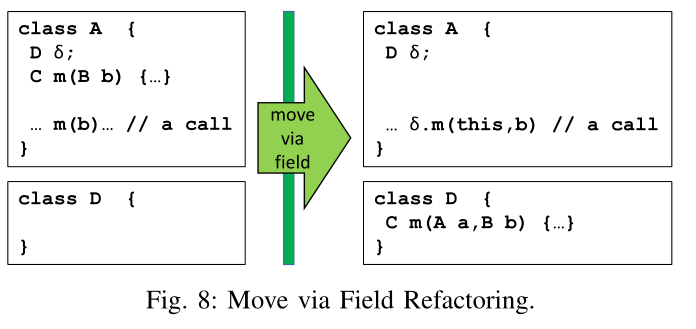 class A {
D δ;
C m(B b) {…}
… m(b)… // a call
}
class D {
}
move
via
field
class A {
D δ;
… δ.m(this,b) // a call
}
class D {
C m(A a,B b) {…}
}
Fig. 8: Move via Field Refactoring.